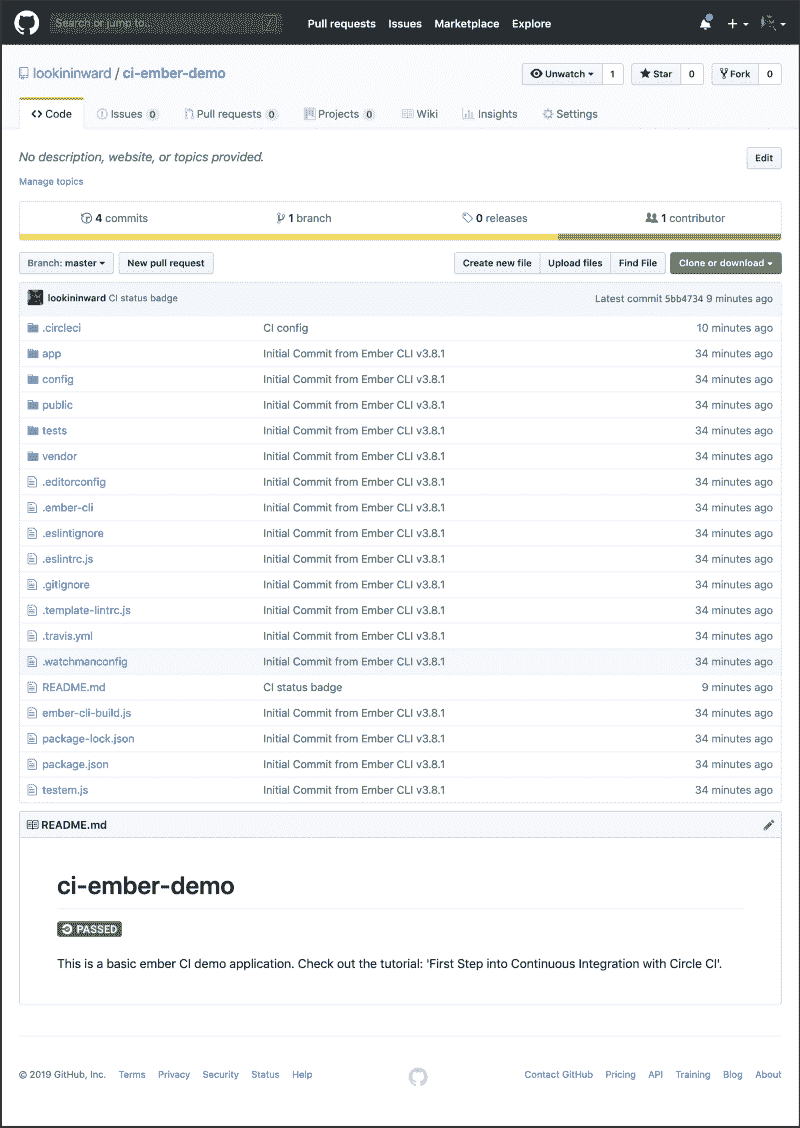 Search or jump to... /
Pull requests Issues Marketplace Explore
lookininward / ci-ember-demo
Unwatch 1 Star 0 Fork 0
Code Issues 0 Pull requests 0 Projects 0 Wiki Insights Settings
No description, website, or topics provided.
Edit
Manage topics
4 commits 1 branch 0 releases 1 contributor
Branch: master New pull request Create new file Upload files Find File Clone or download
lookininward CI status badge Latest commit 5bb4734 9 minutes ago
.circleci CI config 10 minutes ago
app Initial Commit from Ember CLI v3.8.1 34 minutes ago
config Initial Commit from Ember CLI v3.8.1 34 minutes ago
public Initial Commit from Ember CLI v3.8.1 34 minutes ago
tests Initial Commit from Ember CLI v3.8.1 34 minutes ago
vendor Initial Commit from Ember CLI v3.8.1 34 minutes ago
.editorconfig Initial Commit from Ember CLI v3.8.1 34 minutes ago
.ember-cli Initial Commit from Ember CLI v3.8.1 34 minutes ago
.eslintignore Initial Commit from Ember CLI v3.8.1 34 minutes ago
.eslintrc.js Initial Commit from Ember CLI v3.8.1 34 minutes ago
.gitignore Initial Commit from Ember CLI v3.8.1 34 minutes ago
.template-lintrc.js Initial Commit from Ember CLI v3.8.1 34 minutes ago
.travis.yml Initial Commit from Ember CLI v3.8.1 34 minutes ago
.watchmanconfig Initial Commit from Ember CLI v3.8.1 34 minutes ago
README.md CI status badge 9 minutes ago
ember-cli-build.js Initial Commit from Ember CLI v3.8.1 34 minutes ago
package-lock.json Initial Commit from Ember CLI v3.8.1 34 minutes ago
package.json Initial Commit from Ember CLI v3.8.1 34 minutes ago
testem.js Initial Commit from Ember CLI v3.8.1 34 minutes ago
README.md
ci-ember-demo
PASSED
This is a basic ember CI demo application. Check out the tutorial: 'First Step into Continuous Integration with Circle CI'.
© 2019 GitHub, Inc. Terms Privacy Security Status Help Contact GitHub Pricing API Training Blog About